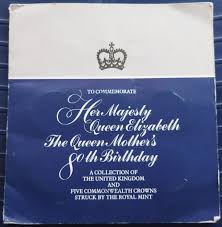 TO COMMEMORATE
Her Majesty
Queen Elizabeth
The Queen Mother's
80th Birthday
A COLLECTION OF
THE UNITED KINGDOM
AND
FIVE COMMONWEALTH CROWNS
STRUCK BY THE ROYAL MINT